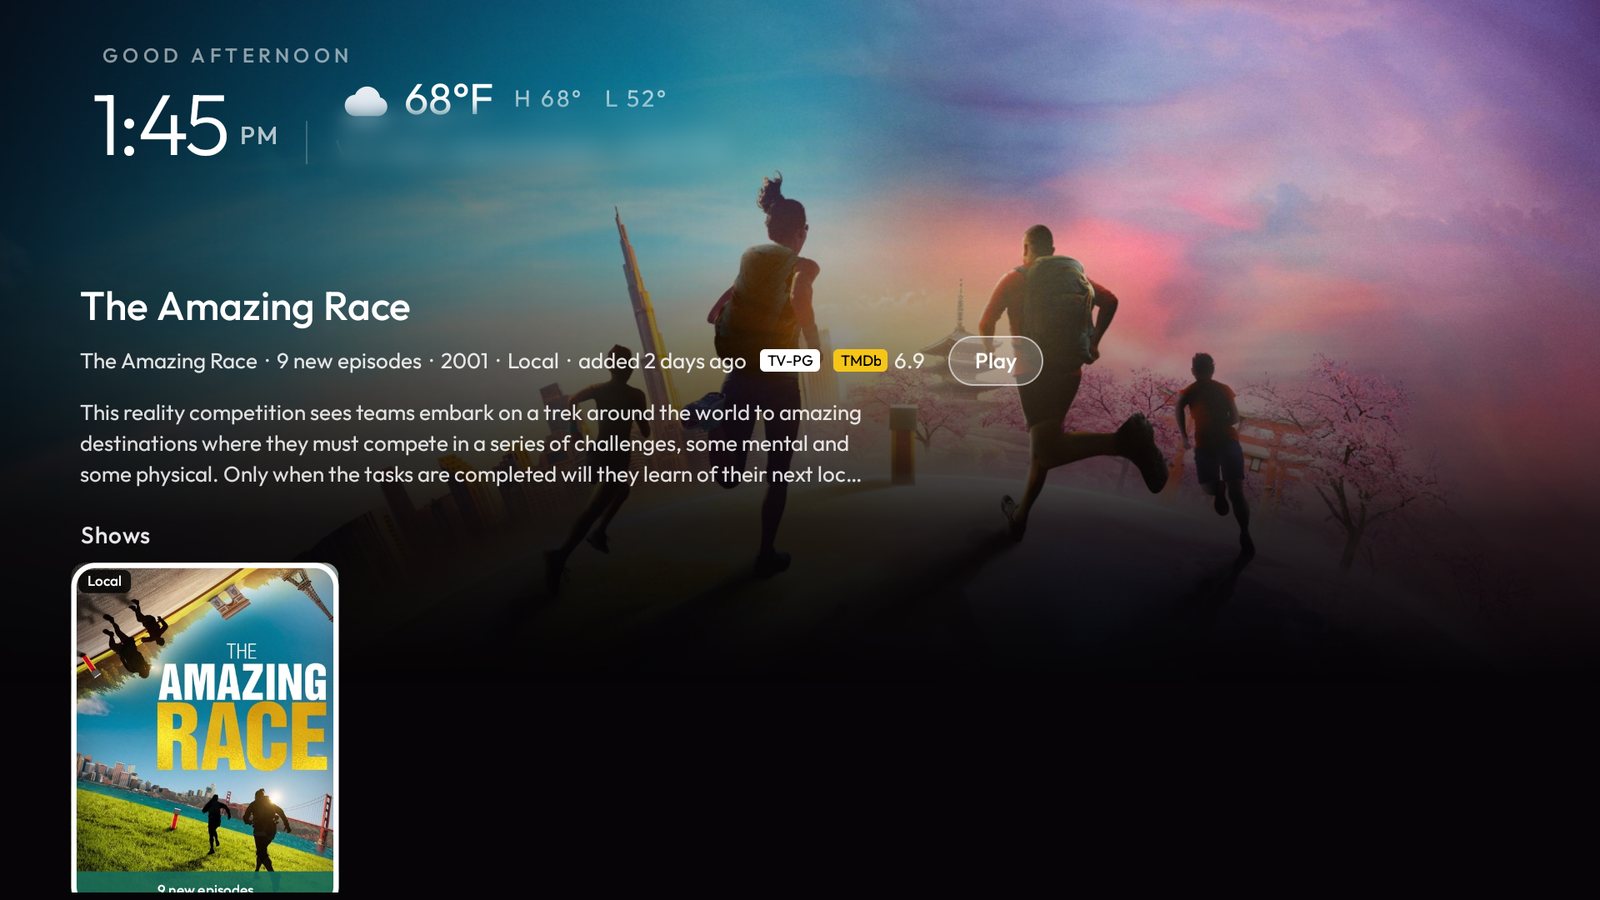 GOOD AFTERNOON
1:45 PM
68°F H 68° L 52°
The Amazing Race
The Amazing Race · 9 new episodes · 2001 · Local · added 2 days ago TV-PG TMDb 6.9 Play
This reality competition sees teams embark on a trek around the world to amazing
destinations where they must compete in a series of challenges, some mental and
some physical. Only when the tasks are completed will they learn of their next loc...
Shows
Local
THE
AMAZING
RACE
9 new episodes